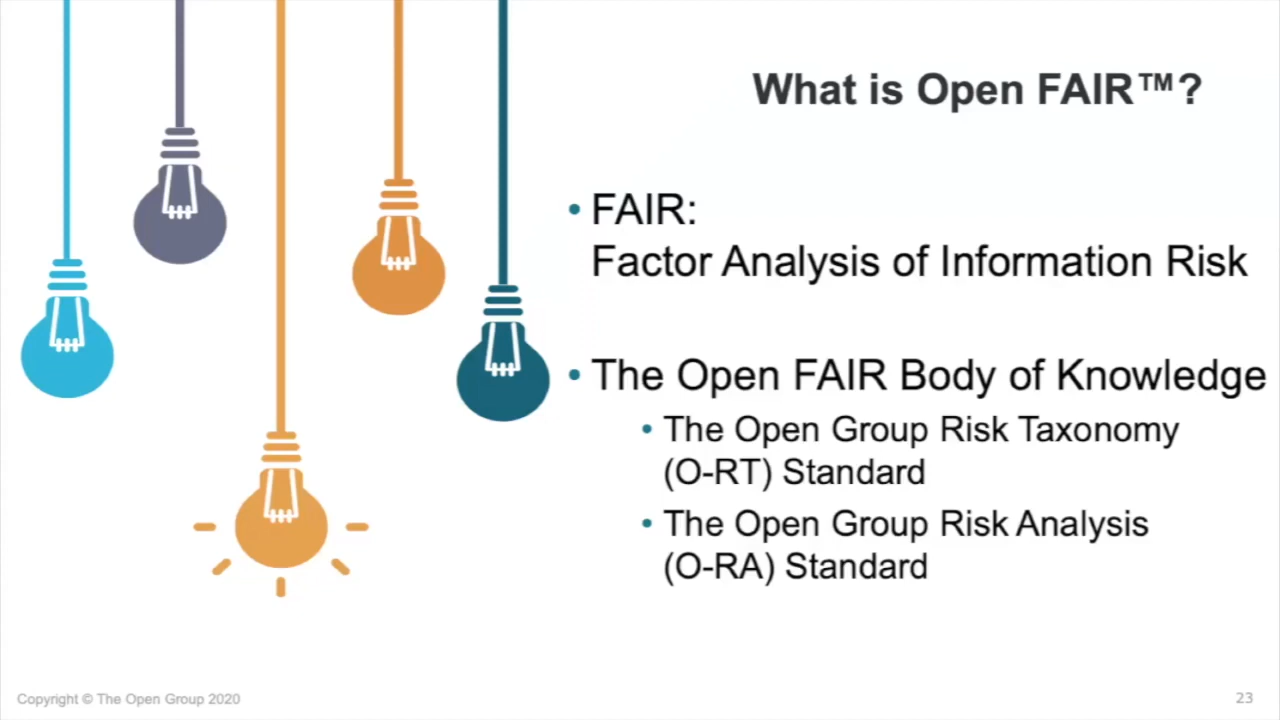 What is Open FAIR™?
• FAIR:
Factor Analysis of Information Risk
• The Open FAIR Body of Knowledge
• The Open Group Risk Taxonomy
(O-RT) Standard
• The Open Group Risk Analysis
(O-RA) Standard
Copyright © The Open Group 2020
23